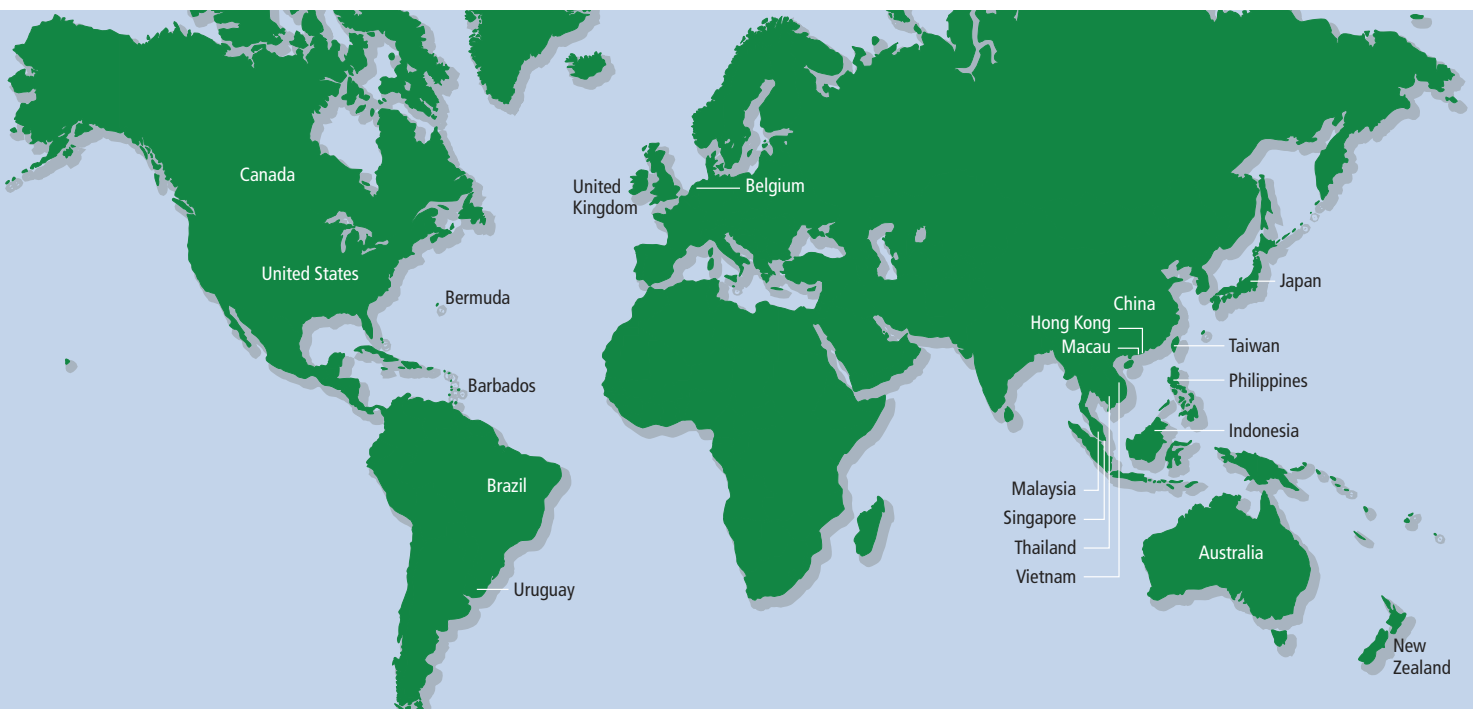 Canada
United
Kingdom
Belgium
United States
Bermuda
Japan
China
Hong Kong
Macau
Taiwan
Barbados
Philippines
Indonesia
Brazil
Malaysia
Singapore
Thailand
Vietnam
Australia
Uruguay
New
Zealand